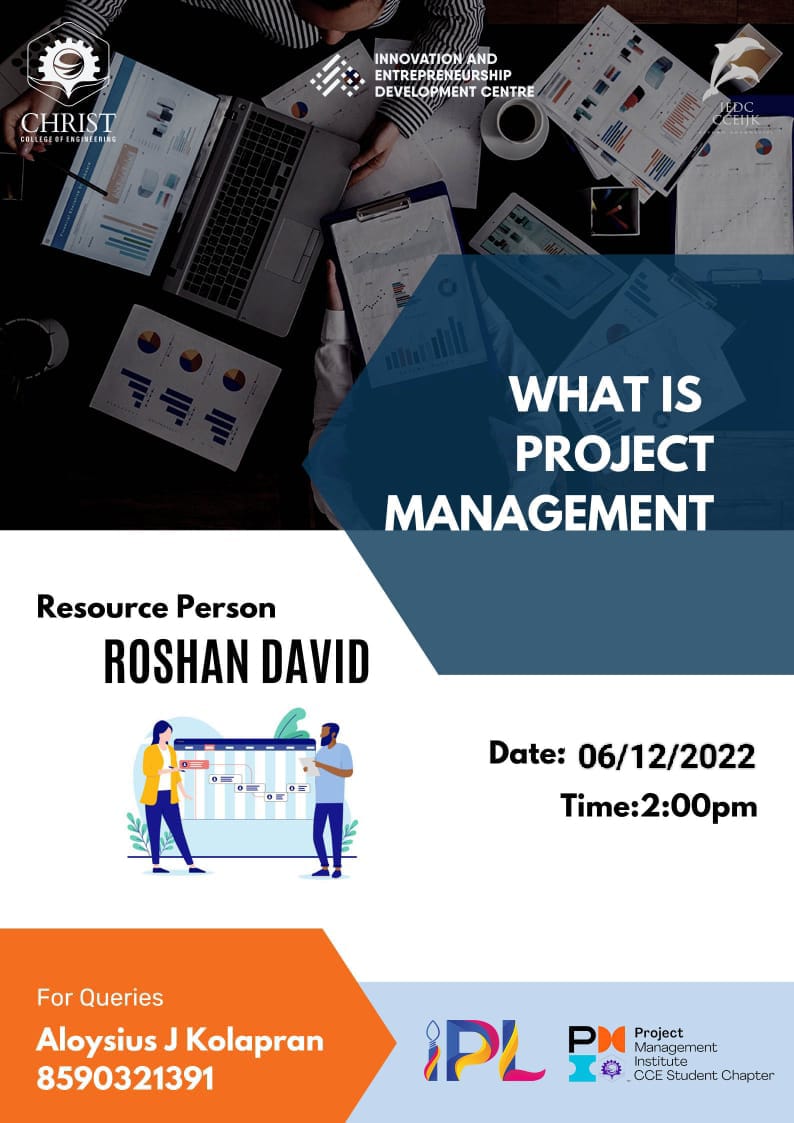 CHRIST
COLLEGE OF ENGINEERING
INNOVATION AND
ENTREPRENEURSHIP
DEVELOPMENT CENTRE
IEDC
CCEIJK
WHAT IS
PROJECT
MANAGEMENT
Resource Person
ROSHAN DAVID
Date: 06/12/2022
Time:2:00pm
For Queries
Aloysius J Kolapran
8590321391
iPL
PM
Project
Management
Institute
CCE Student Chapter